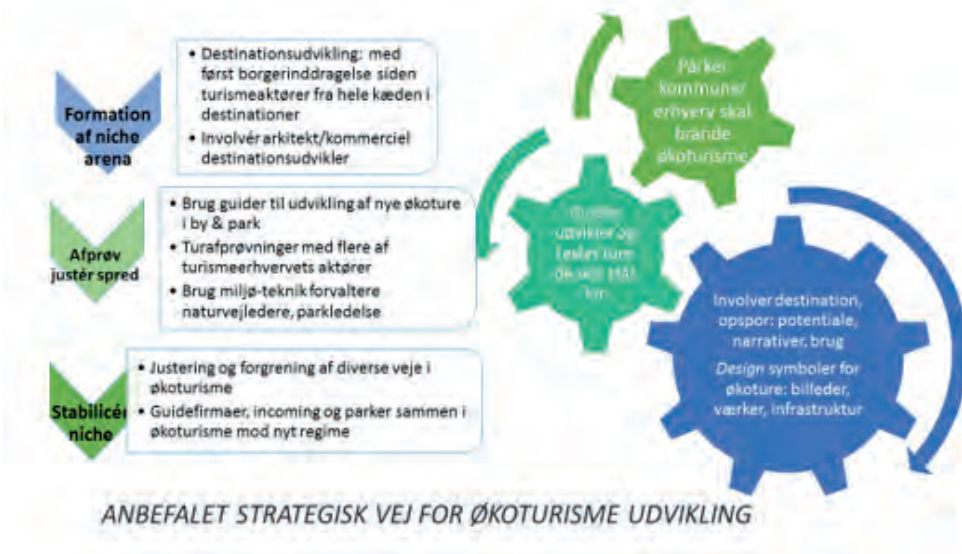 Formation
af niche
arena
• Destinationsudvikling: med
først borgerinddragelse siden
turismeaktører fra hele kæden i
destinationer
• Involvér arkitekt/kommerciel
destinationsudvikler
Afprøv
justér spred
• Brug guider til udvikling af nye økoture
i by & park
• Turafprøvninger med flere af
turismeerhvervets aktører
• Brug miljø-teknik forvaltere
naturvejledere, parkledelse
Stabilicér
niche
• Justering og forgrening af diverse veje i
økoturisme
• Guidefirmaer, incoming og parker sammen i
økoturisme mod nyt regime
Parker
kommuner
erhverv skal
brande
økoturisme
udvikler og
tester ture
Involver destination,
opspor: potentiale,
narrativer, brug
Design symboler for
økoture: billeder,
værker, infrastruktur
ANBEFALET STRATEGISK VEJ FOR ØKOTURISME UDVIKLING